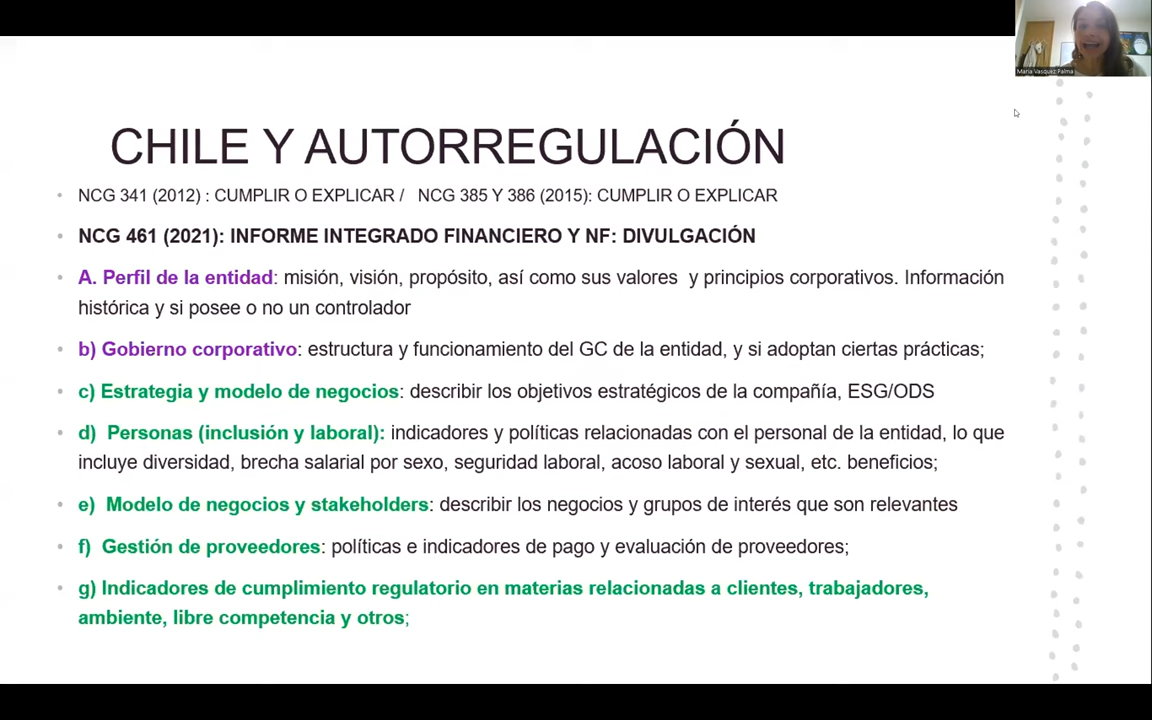 Maria Vasquez Palma
CHILE Y AUTORREGULACIÓN
NCG 341 (2012) : CUMPLIR O EXPLICAR / NCG 385 Y 386 (2015): CUMPLIR O EXPLICAR
NCG 461 (2021): INFORME INTEGRADO FINANCIERO Y NF: DIVULGACIÓN
A. Perfil de la entidad: misión, visión, propósito, así como sus valores y principios corporativos. Información
histórica y si posee o no un controlador
b) Gobierno corporativo: estructura y funcionamiento del GC de la entidad, y si adoptan ciertas prácticas;
c) Estrategia y modelo de negocios: describir los objetivos estratégicos de la compañía, ESG/ODS
d) Personas (inclusión y laboral): indicadores y políticas relacionadas con el personal de la entidad, lo que
incluye diversidad, brecha salarial por sexo, seguridad laboral, acoso laboral y sexual, etc. beneficios;
e) Modelo de negocios y stakeholders: describir los negocios y grupos de interés que son relevantes
f) Gestión de proveedores: políticas e indicadores de pago y evaluación de proveedores;
g) Indicadores de cumplimiento regulatorio en materias relacionadas a clientes, trabajadores,
ambiente, libre competencia y otros;